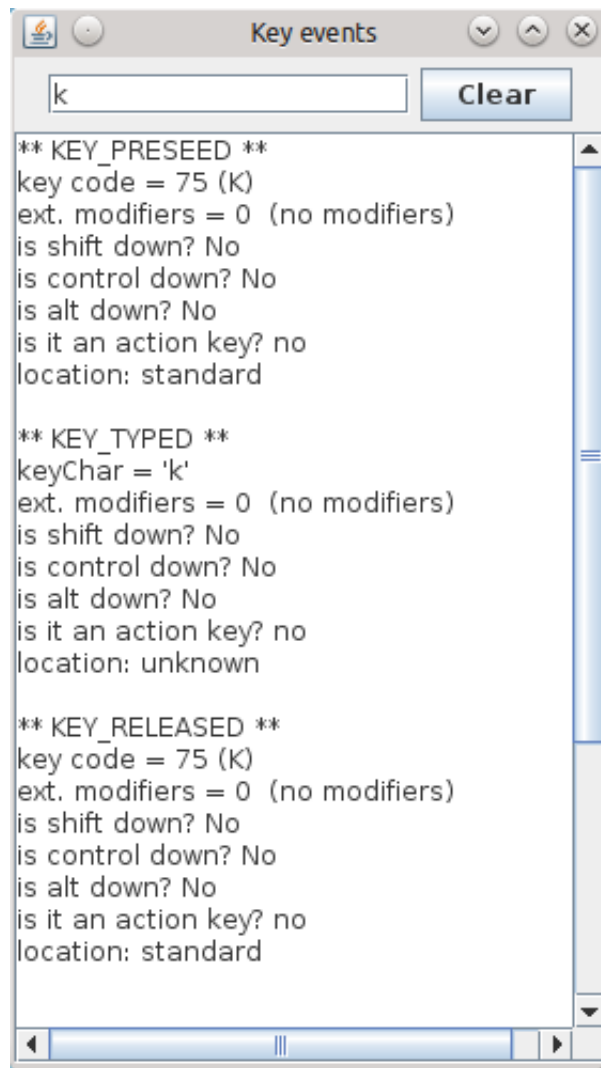 Key events
k
Clear
** KEY_PRESEED **
key code = 75 (K)
ext. modifiers = 0  (no modifiers)
is shift down? No
is control down? No
is alt down? No
is it an action key? no
location: standard
** KEY_TYPED **
keyChar = 'k'
ext. modifiers = 0  (no modifiers)
is shift down? No
is control down? No
is alt down? No
is it an action key? no
location: unknown
** KEY_RELEASED **
key code = 75 (K)
ext. modifiers = 0  (no modifiers)
is shift down? No
is control down? No
is alt down? No
is it an action key? no
location: standard